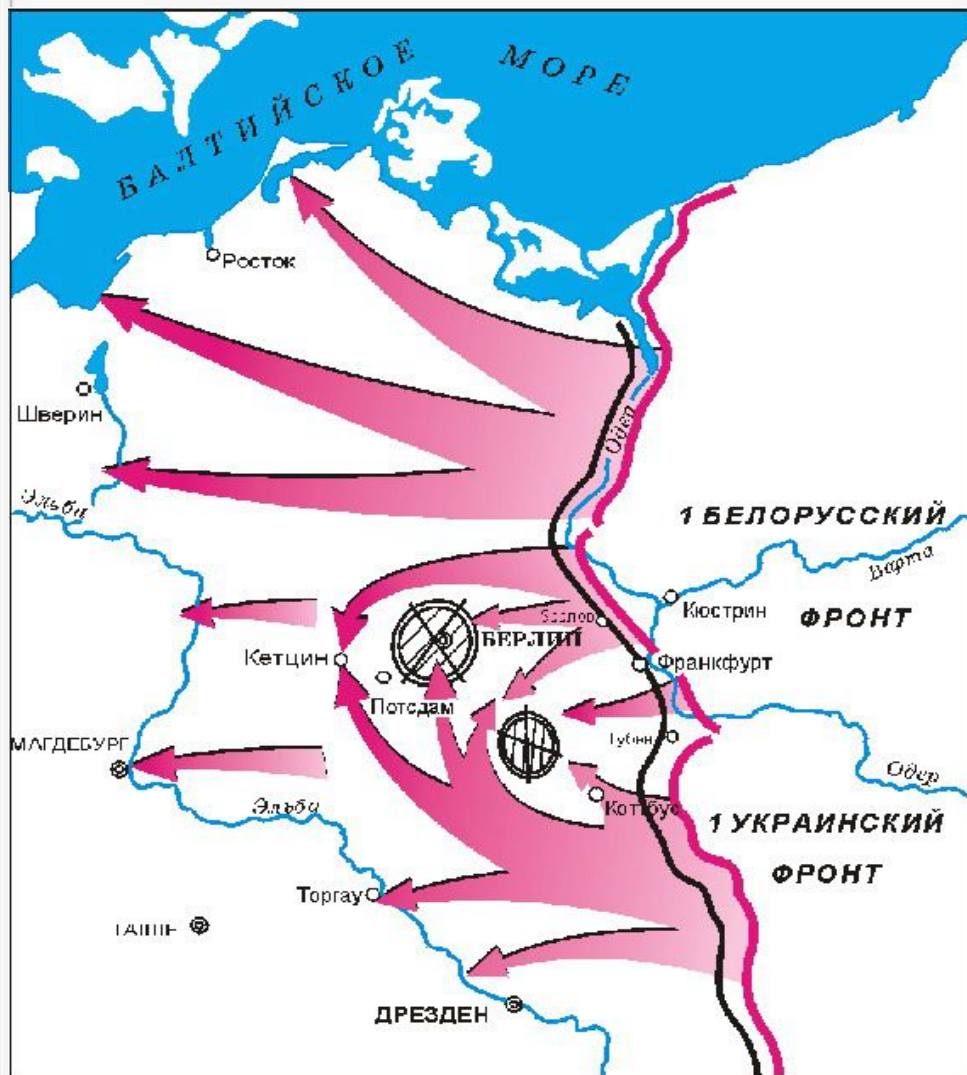 БАЛТИЙСКОЕ МОРЕ
Росток
Шверин
Одер
Эльба
1 БЕЛОРУССКИЙ
Варта
Кюстрин
ФРОНТ
БЕРЛИН
Кетцин
Франкфурт
Потсдам
МАГДЕБУРГ
Губен
Одер
Эльба
Коттбус
1 УКРАИНСКИЙ
ФРОНТ
Торгау
ДРЕЗДЕН